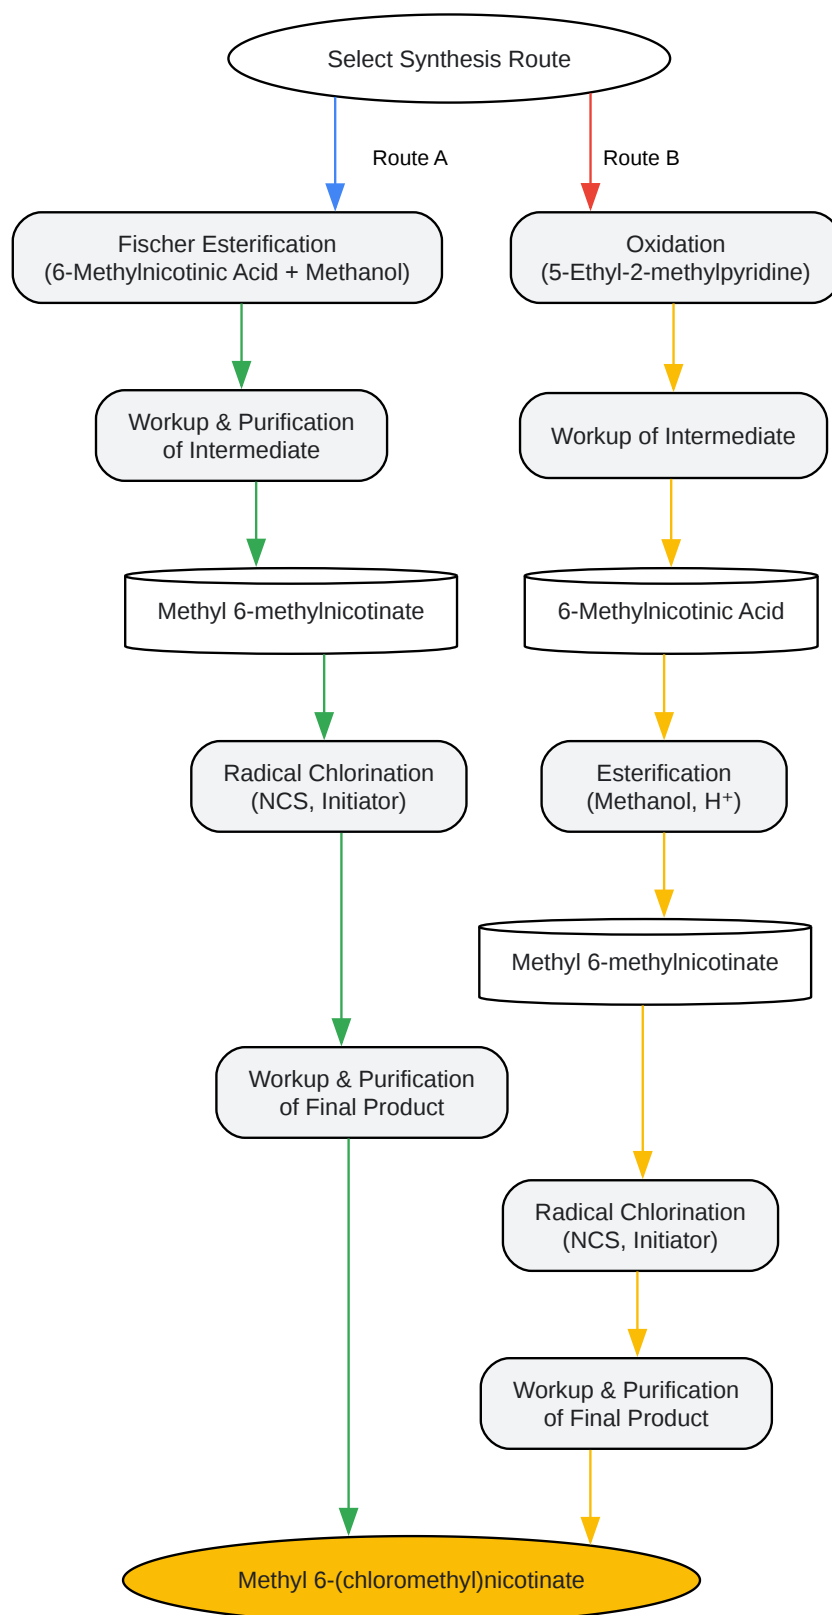 Select Synthesis Route
Route A
Route B
Fischer Esterification
(6-Methylnicotinic Acid + Methanol)
Oxidation
(5-Ethyl-2-methylpyridine)
Workup & Purification
of Intermediate
Workup of Intermediate
Methyl 6-methylnicotinate
6-Methylnicotinic Acid
Radical Chlorination
(NCS, Initiator)
Esterification
(Methanol, H⁺)
Methyl 6-methylnicotinate
Workup & Purification
of Final Product
Radical Chlorination
(NCS, Initiator)
Workup & Purification
of Final Product
Methyl 6-(chloromethyl)nicotinate